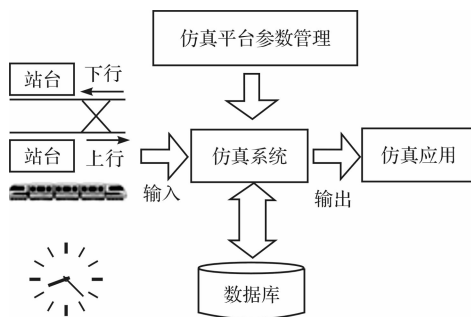 仿真平台参数管理
站台
下行
站台
上行
输入
仿真系统
输出
仿真应用
数据库